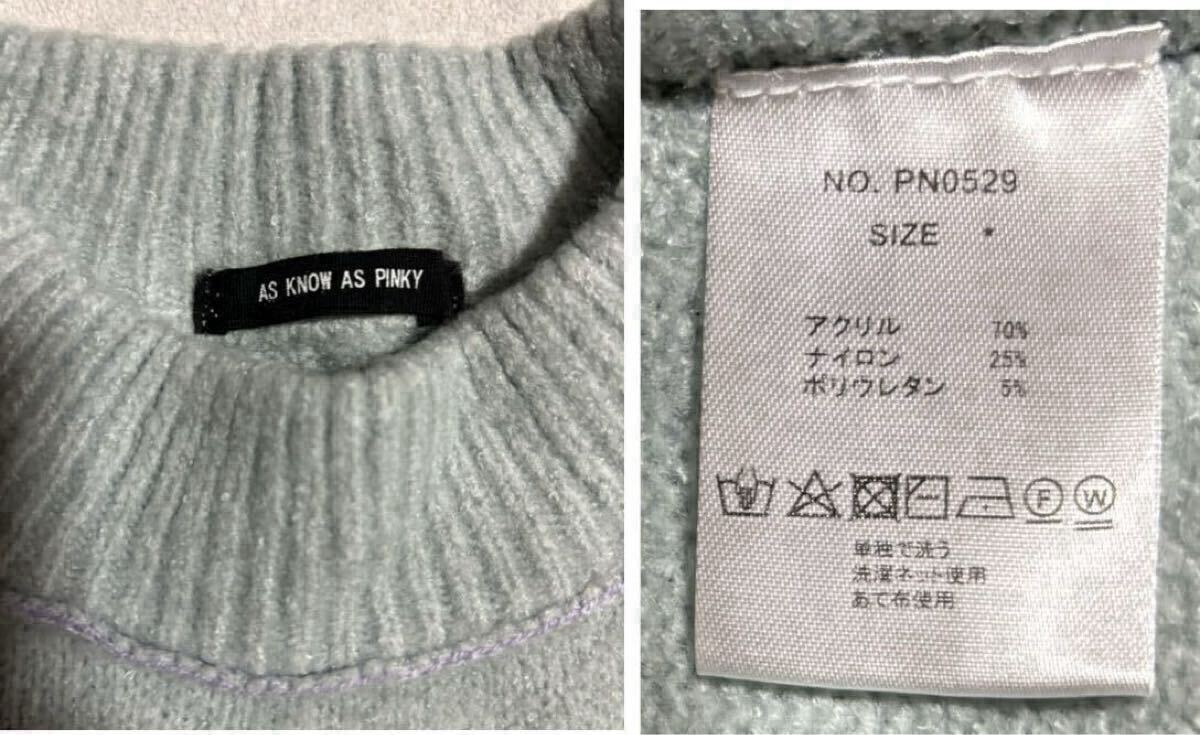 AS KNOW AS PINKY
NO. PN0529
SIZE *
アクリル 70%
ナイロン 25%
ポリウレタン 5%
F W
単独で洗う
洗濯ネット使用
あて布使用